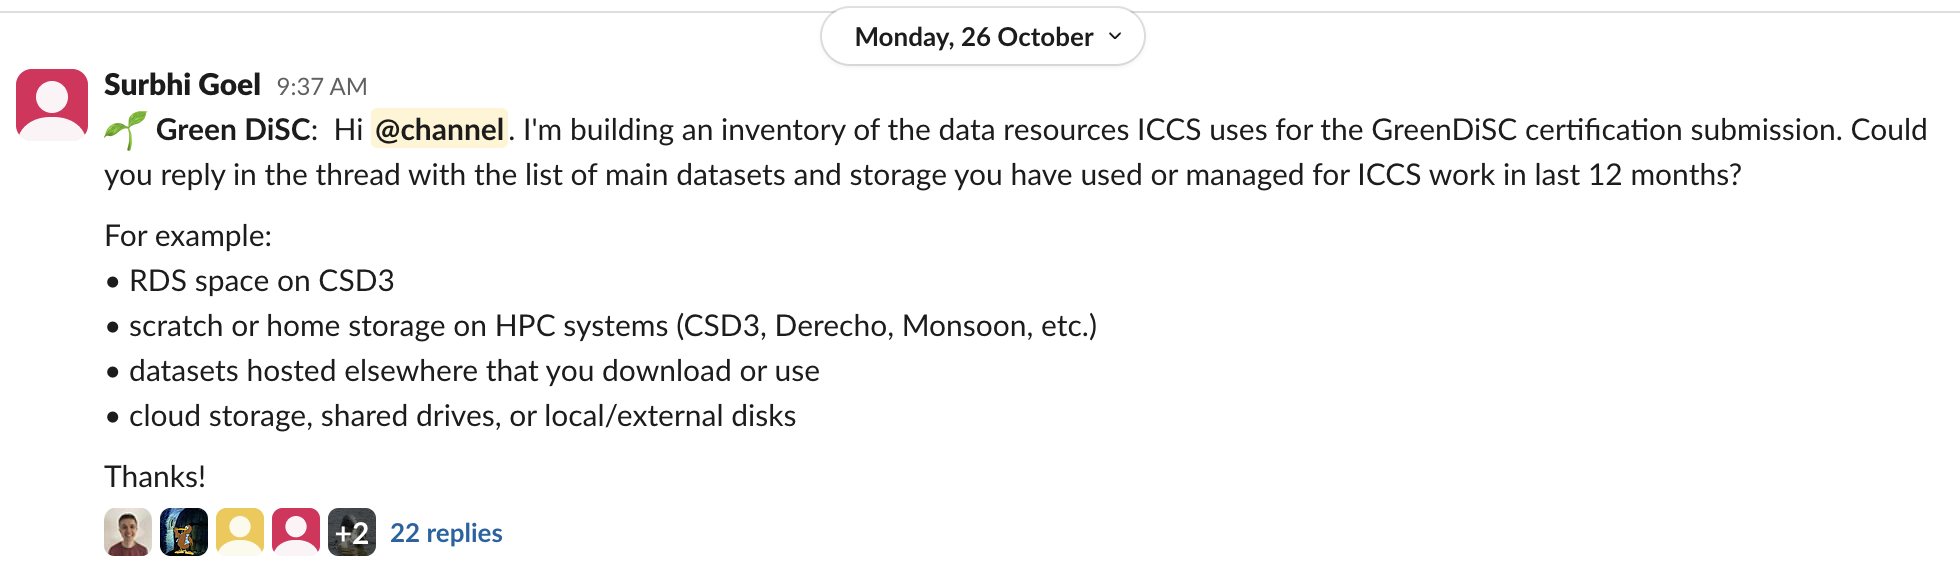 Monday, 26 October
Surbhi Goel 9:37 AM
Green DiSC: Hi @channel. I'm building an inventory of the data resources ICCS uses for the GreenDiSC certification submission. Could
you reply in the thread with the list of main datasets and storage you have used or managed for ICCS work in last 12 months?
For example:
• RDS space on CSD3
• scratch or home storage on HPC systems (CSD3, Derecho, Monsoon, etc.)
• datasets hosted elsewhere that you download or use
• cloud storage, shared drives, or local/external disks
Thanks!
+2 22 replies